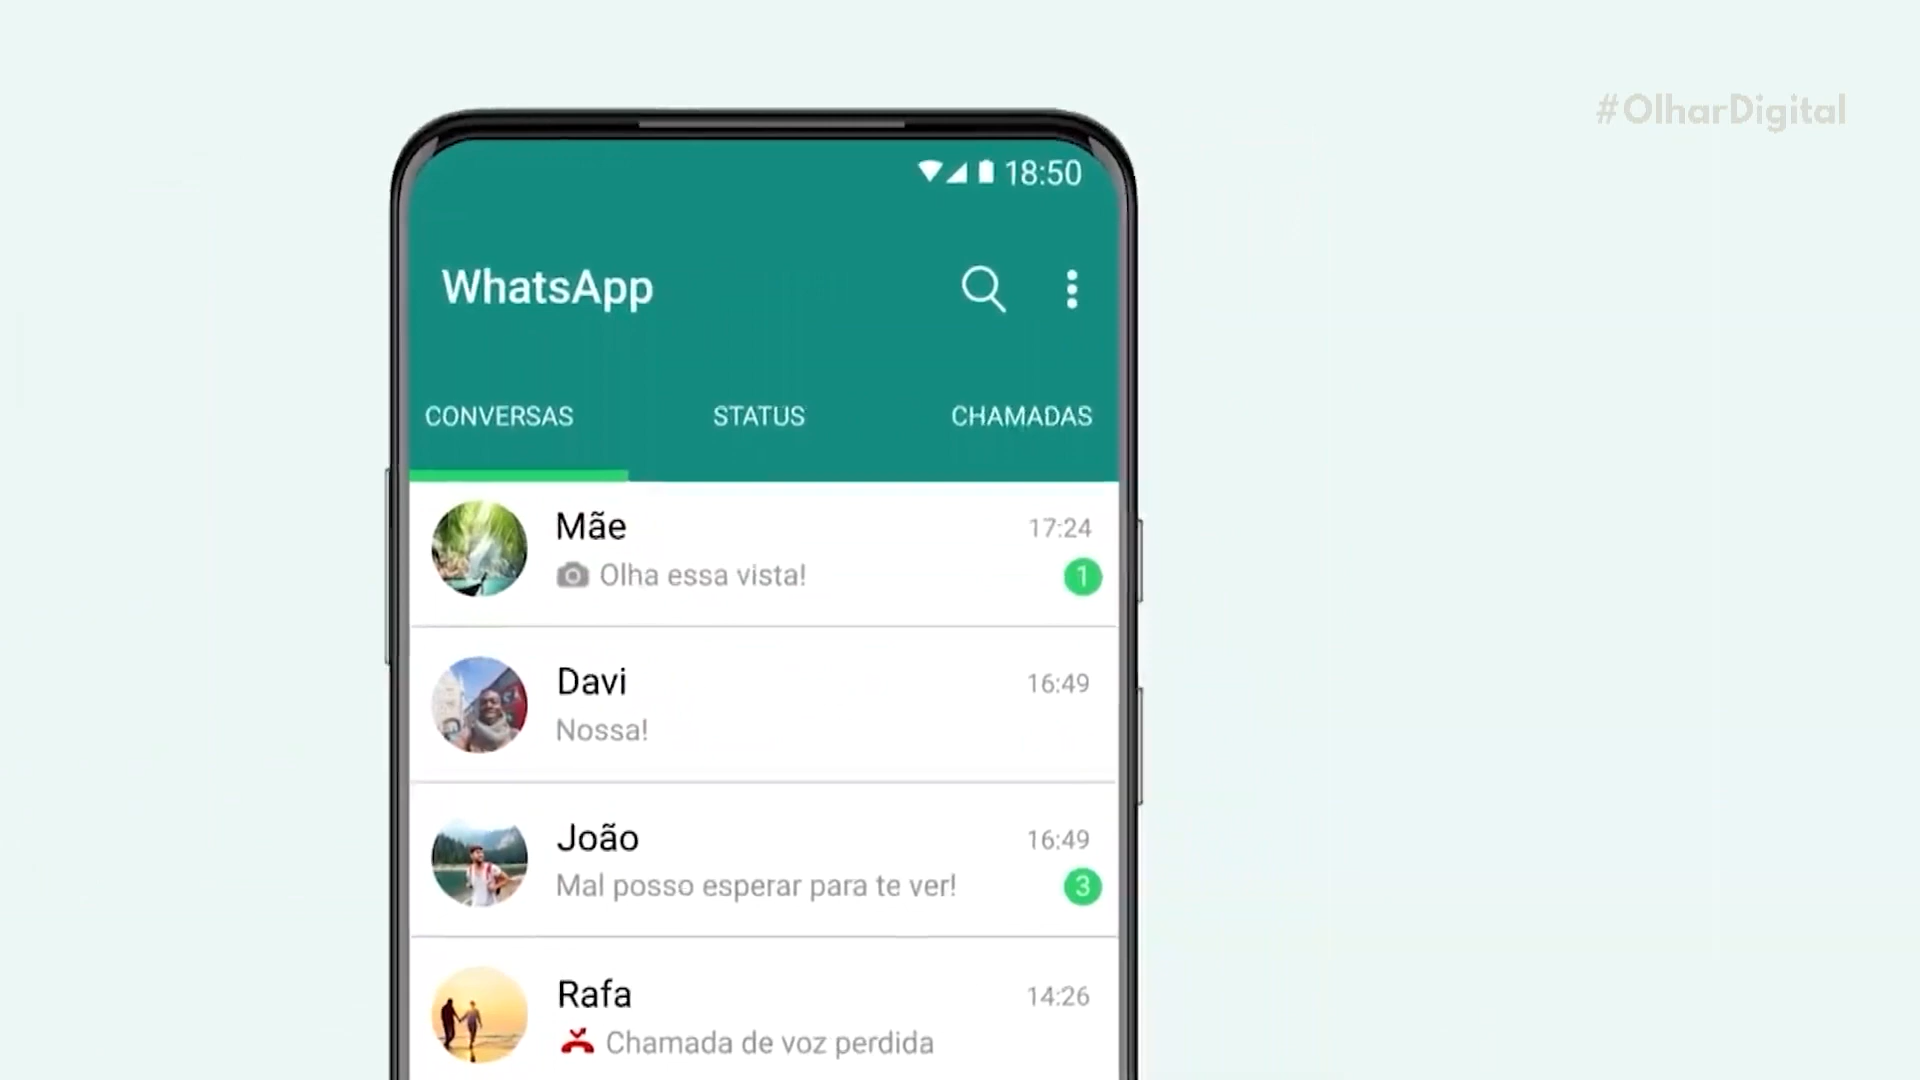 #OlharDigital
18:50
WhatsApp
CONVERSAS STATUS CHAMADAS
Mãe 17:24
Olha essa vista! 1
Davi 16:49
Nossa!
João 16:49
Mal posso esperar para te ver! 3
Rafa 14:26
Chamada de voz perdida